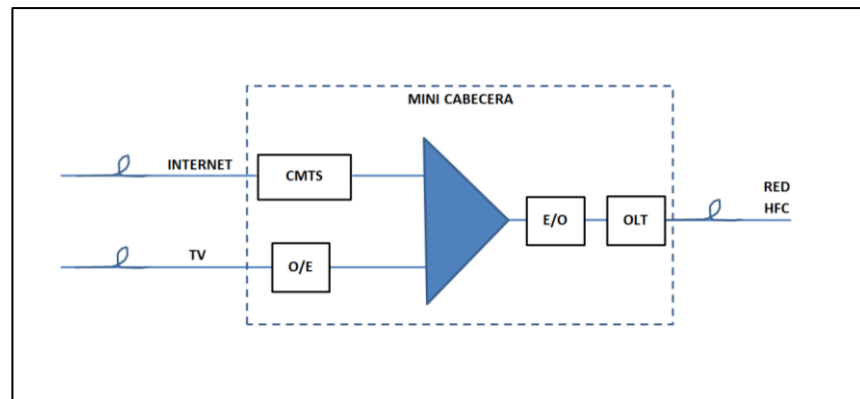 MINI CABECERA
INTERNET
CMTS
RED
HFC
E/O
OLT
TV
O/E